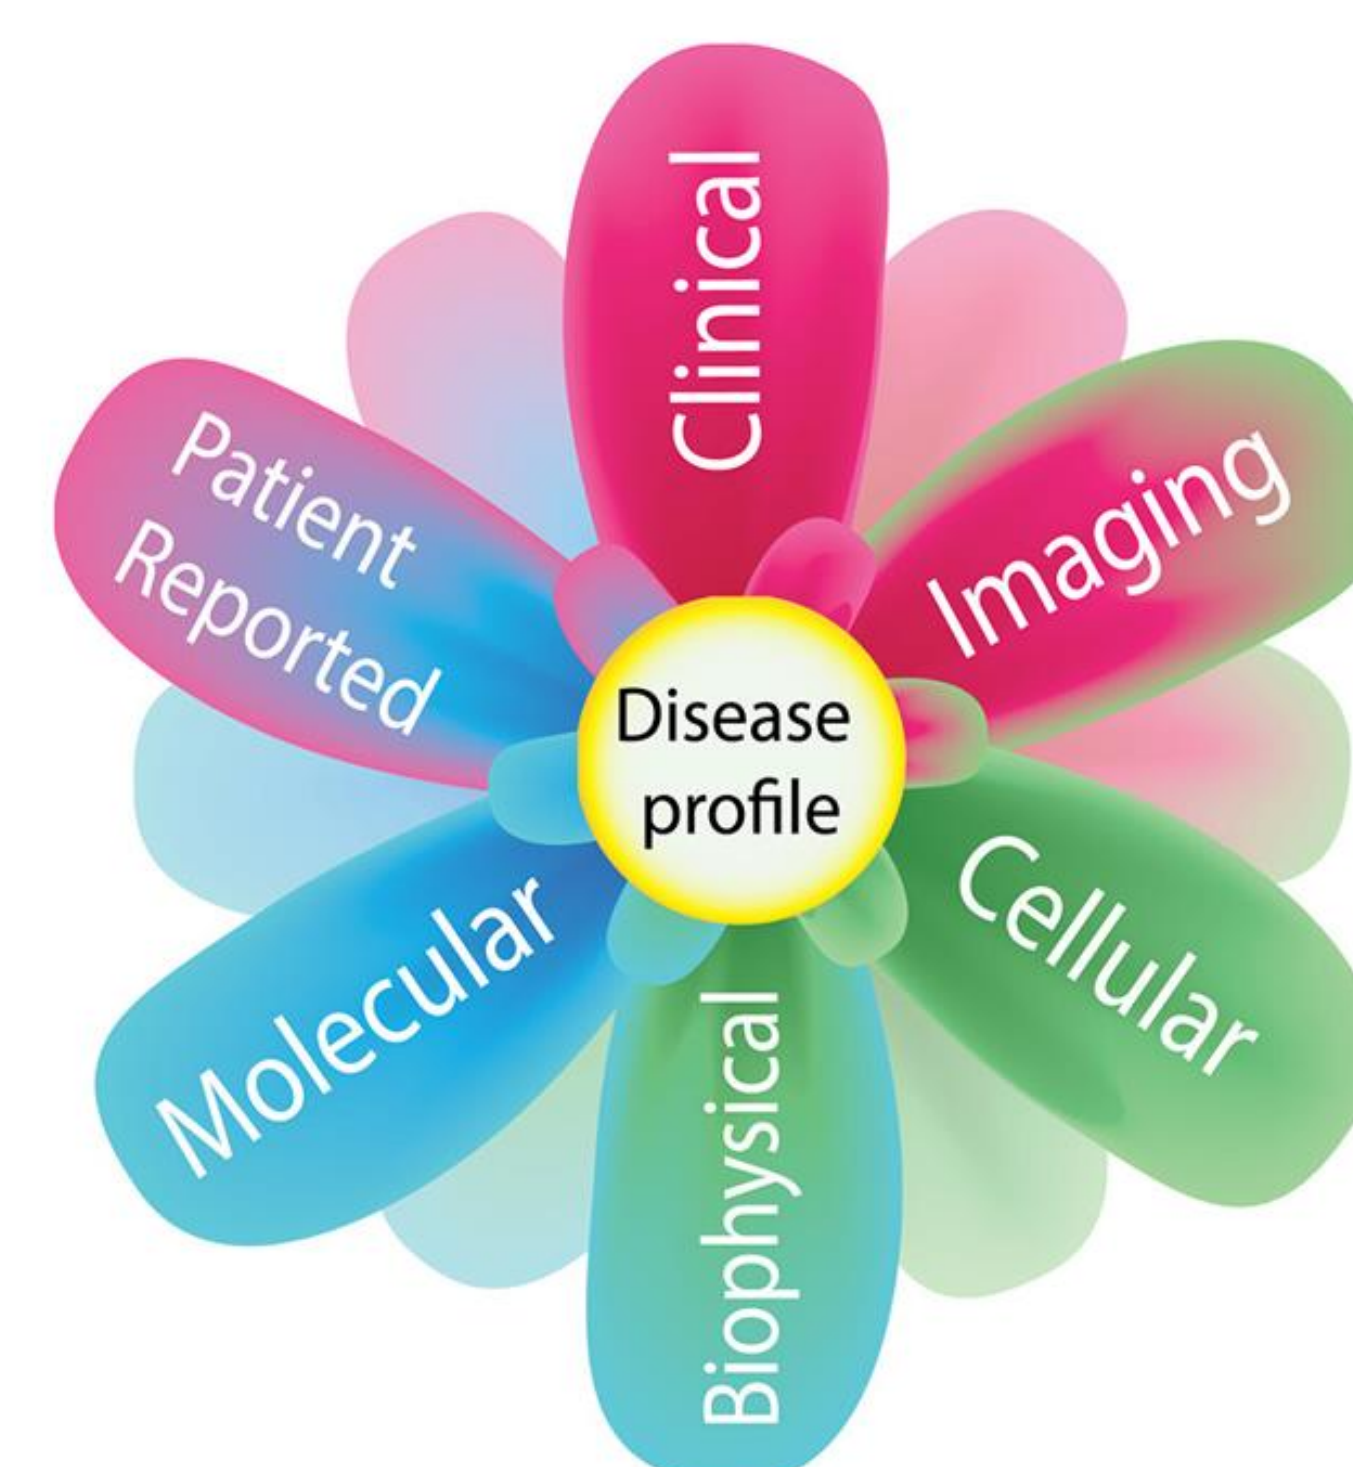 Clinical
Imaging
Patient
Reported
Disease
profile
Cellular
Molecular
Biophysical